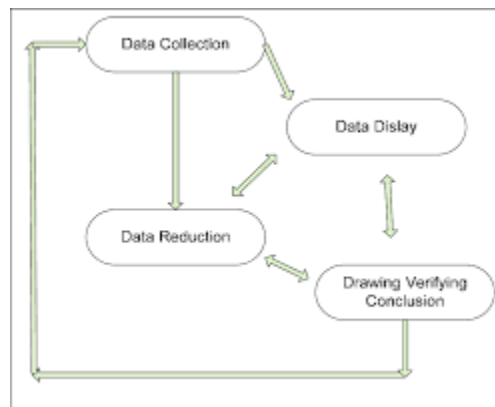 Data Collection
Data Dislay
Data Reduction
Drawing Verifying
Conclusion